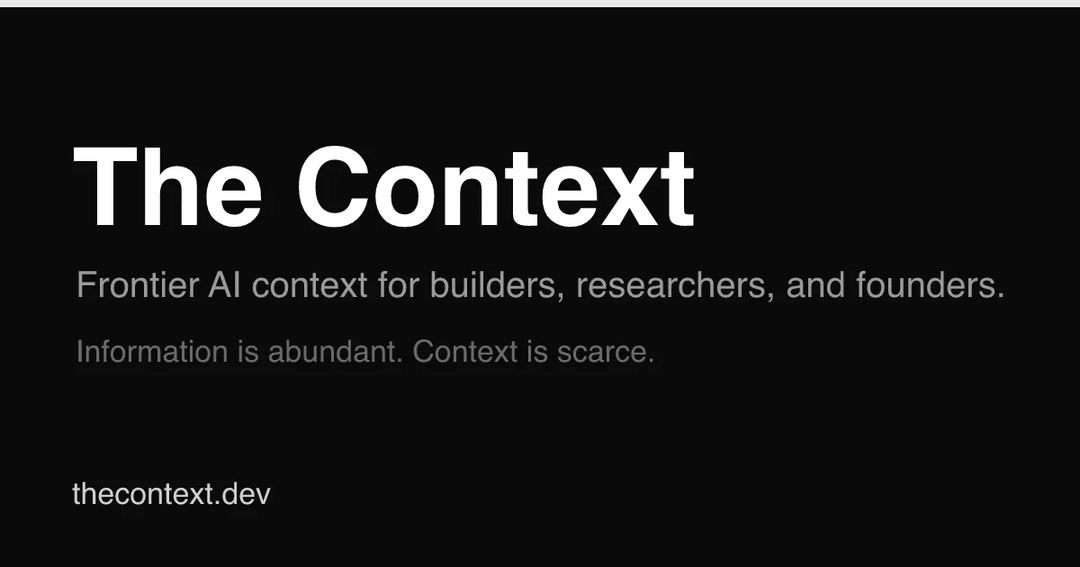 The Context
Frontier AI context for builders, researchers, and founders.
Information is abundant. Context is scarce.
thecontext.dev